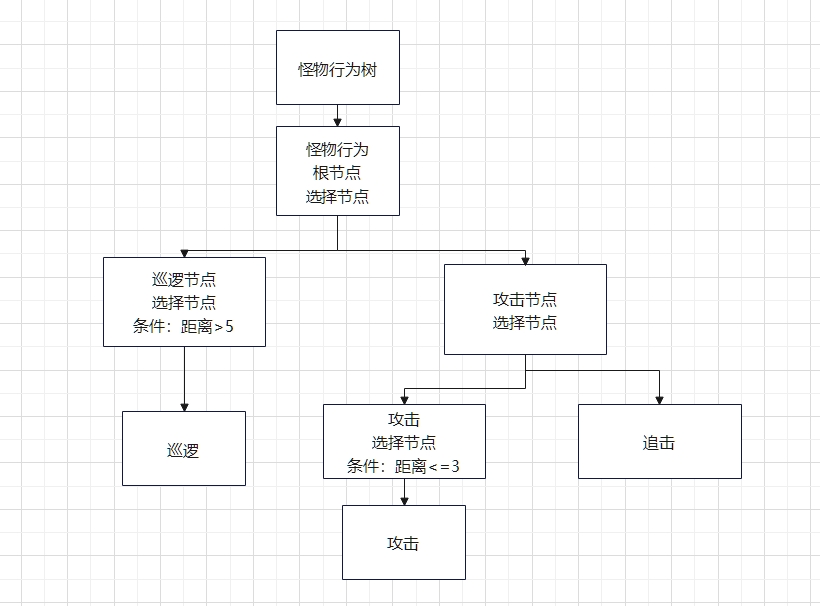 怪物行为树
怪物行为
根节点
选择节点
巡逻节点
选择节点
条件：距离>5
攻击节点
选择节点
巡逻
攻击
选择节点
条件：距离<=3
追击
攻击